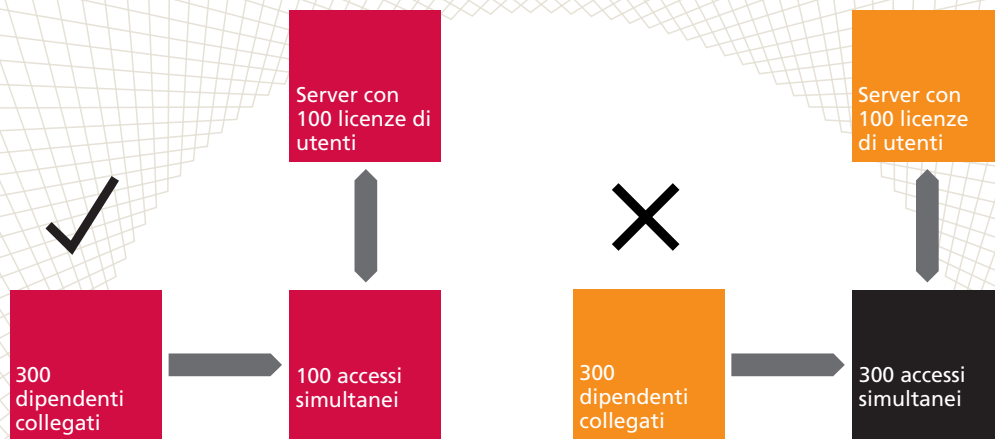 Server con
100 licenze di
utenti
300
dipendenti
collegati
100 accessi
simultanei
Server con
100 licenze
di utenti
300
dipendenti
collegati
300 accessi
simultanei